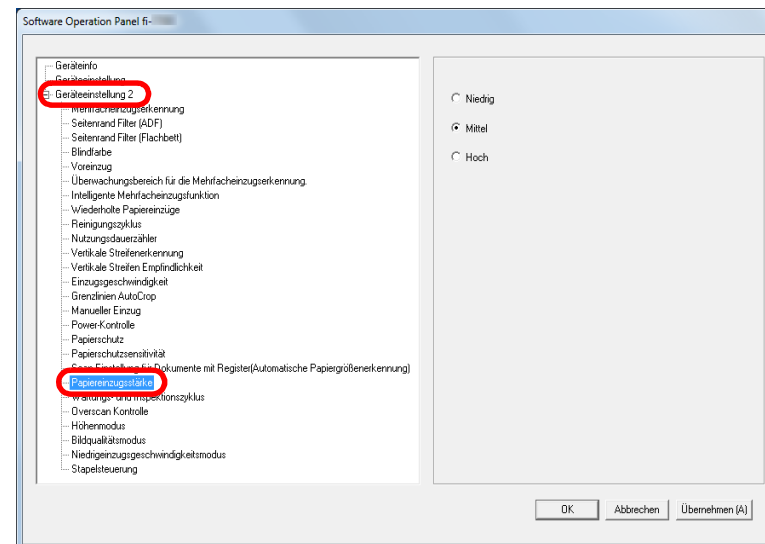 Software Operation Panel fi-
Geräteinfo
Geräteeinstellung
Geräteeinstellung 2
Mehrfacheinzugserkennung
Seitenrand Filter (ADF)
Seitenrand Filter (Flachbett)
Blindfarbe
Voreinzug
Überwachungsbereich für die Mehrfacheinzugserkennung.
Intelligente Mehrfacheinzugsfunktion
Wiederholte Papiereinzüge
Reinigungszyklus
Nutzungsdauerzähler
Vertikale Streifenerkennung
Vertikale Streifen Empfindlichkeit
Einzugsgeschwindigkeit
Grenzlinien AutoCrop
Manueller Einzug
Power-Kontrolle
Papierschutz
Papierschutzsensitivität
Scan Einstellung für Dokumente mit Register(Automatische Papiergrößenerkennung)
Papiereinzugsstärke
Wartungs- und Inspektionszyklus
Overscan Kontrolle
Höhenmodus
Bildqualitätsmodus
Niedrigeinzugsgeschwindigkeitsmodus
Stapelsteuerung
Niedrig
Mittel
Hoch
OK
Abbrechen
Übernehmen (A)